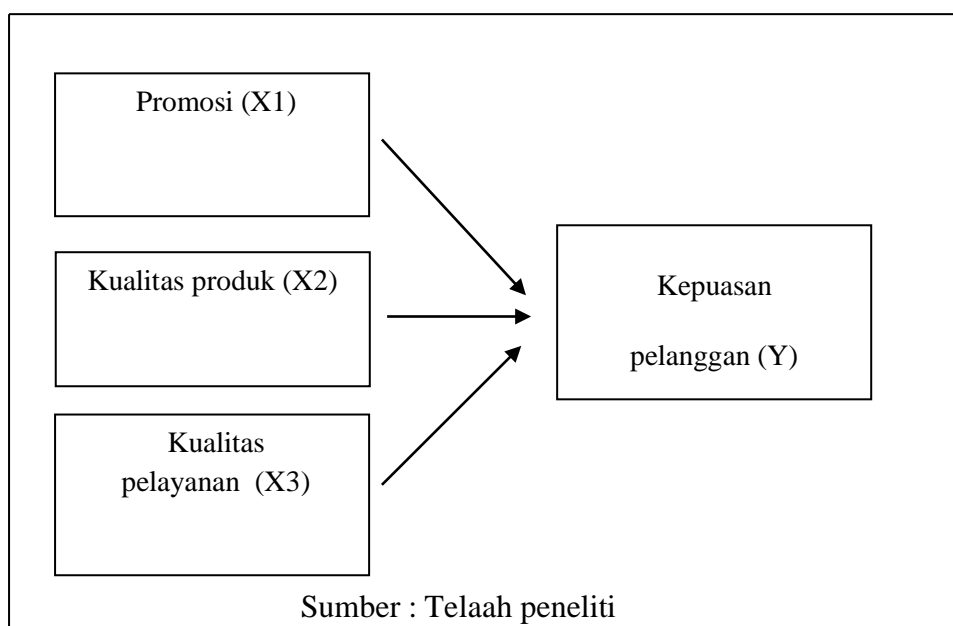 Promosi (X1)
Kualitas produk (X2)
Kualitas
pelayanan (X3)
Kepuasan
pelanggan (Y)
Sumber : Telaah peneliti